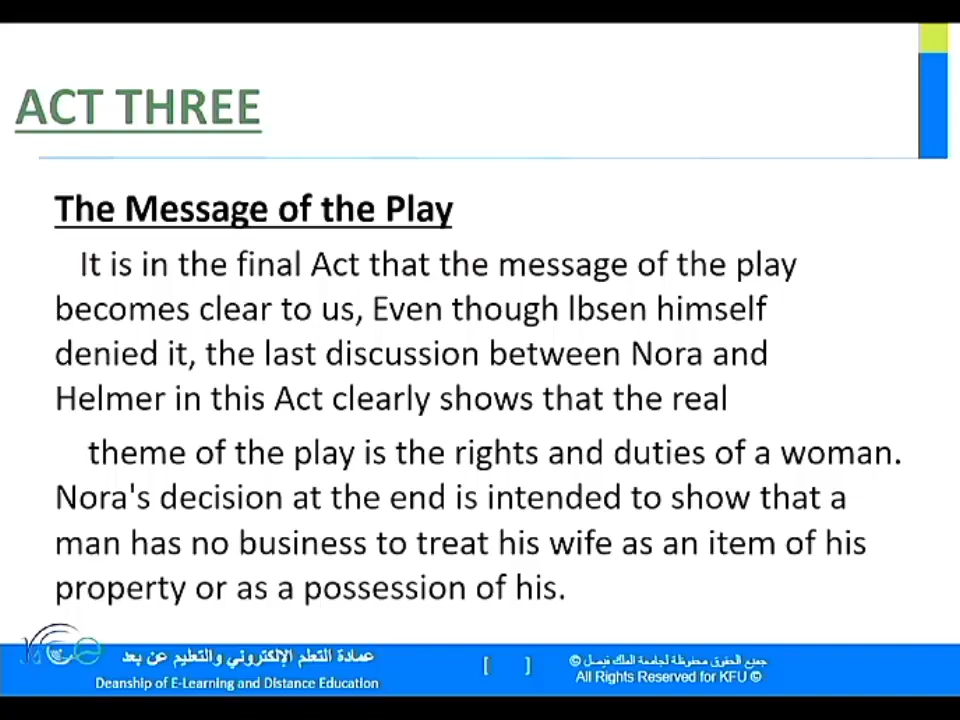 ACT THREE
The Message of the Play
It is in the final Act that the message of the play
becomes clear to us, Even though lbsen himself
denied it, the last discussion between Nora and
Helmer in this Act clearly shows that the real
theme of the play is the rights and duties of a woman.
Nora's decision at the end is intended to show that a
man has no business to treat his wife as an item of his
property or as a possession of his.
عمادة التعلم الإلكتروني والتعليم عن بعد
Deanship of E-Learning and Distance Education
[ ]
جميع الحقوق محفوظة لجامعة الملك فيصل ©
All Rights Reserved for KFU ©